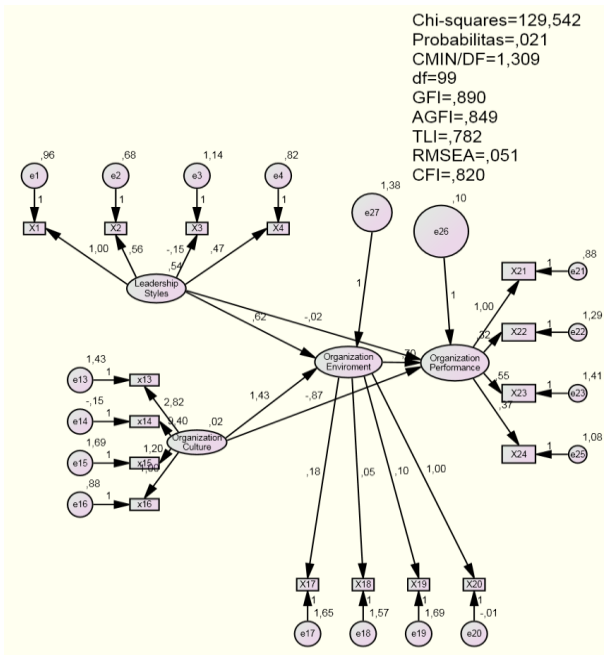 Chi-squares=129,542
Probabilitas=,021
CMIN/DF=1,309
df=99
GFI=,890
AGFI=,849
TLI=,782
RMSEA=,051
CFI=,820
,96 ,68 1,14 ,82
e1 e2 e3 e4
1 1 1 1
X1 X2 X3 X4
1,00 ,56 -,15 ,47
,54
Leadership
Styles
1,38
e27
1
,10
e26
1
,62 -,02
Organization
Enviroment
,70
Organization
Performance
1,00 ,32 ,55 ,37
X21 1 e21 ,88
X22 1 e22 1,29
X23 1 e23 1,41
X24 1 e25 1,08
1,43
e13 1 x13
-,15
e14 1 x14
1,69
e15 1 x15
,88
e16 1 x16
2,82
9,40
1,20
1,00
,02
Organization
Culture
1,43 -,87
,18 ,05 ,10 1,00
X17 X18 X19 X20
1 1 1 1
1,65 1,57 1,69 -,01
e17 e18 e19 e20